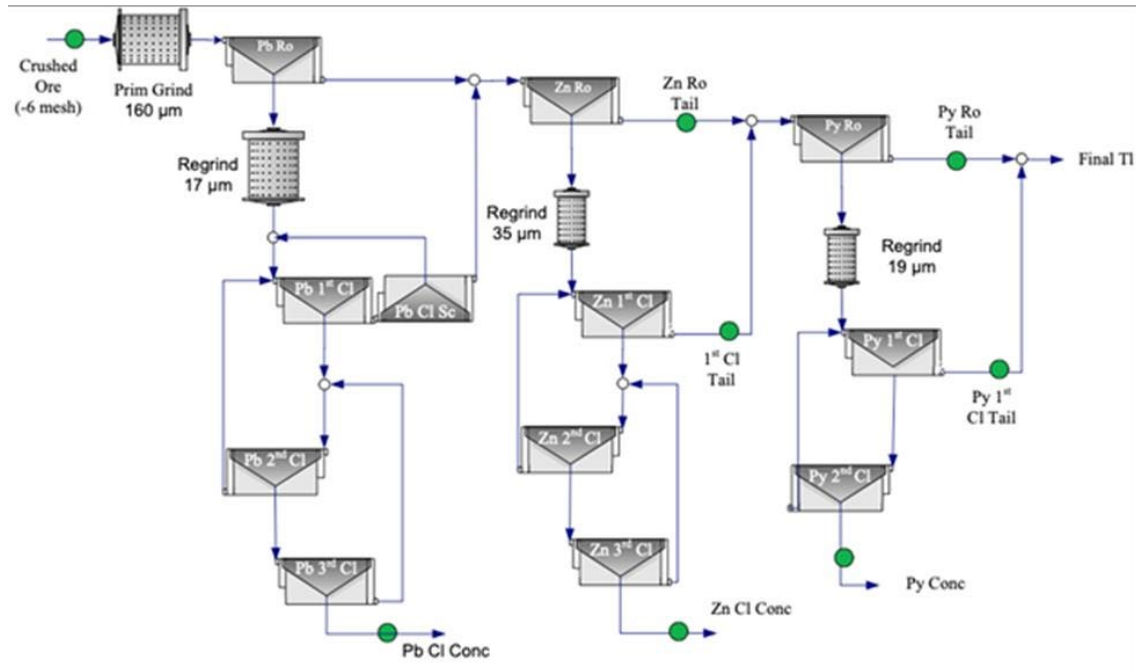 Crushed
Ore
(-6 mesh)
Prim Grind
160 µm
Pb Ro
Regrind
17 µm
Pb 1st Cl
Pb Cl Sc
Pb 2nd Cl
Pb 3rd Cl
Pb Cl Conc
Zn Ro
Zn Ro
Tail
Regrind
35 µm
Zn 1st Cl
1st Cl
Tail
Zn 2nd Cl
Zn 3rd Cl
Zn Cl Conc
Py Ro
Py Ro
Tail
Final Tl
Regrind
19 µm
Py 1st Cl
Py 1st
Cl Tail
Py 2nd Cl
Py Conc